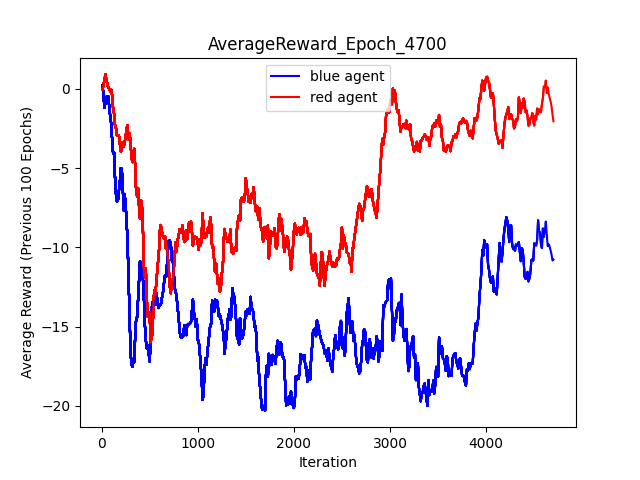 AverageReward_Epoch_4700
blue agent
red agent
Average Reward (Previous 100 Epochs)
0
−5
−10
−15
−20
0
1000
2000
3000
4000
Iteration